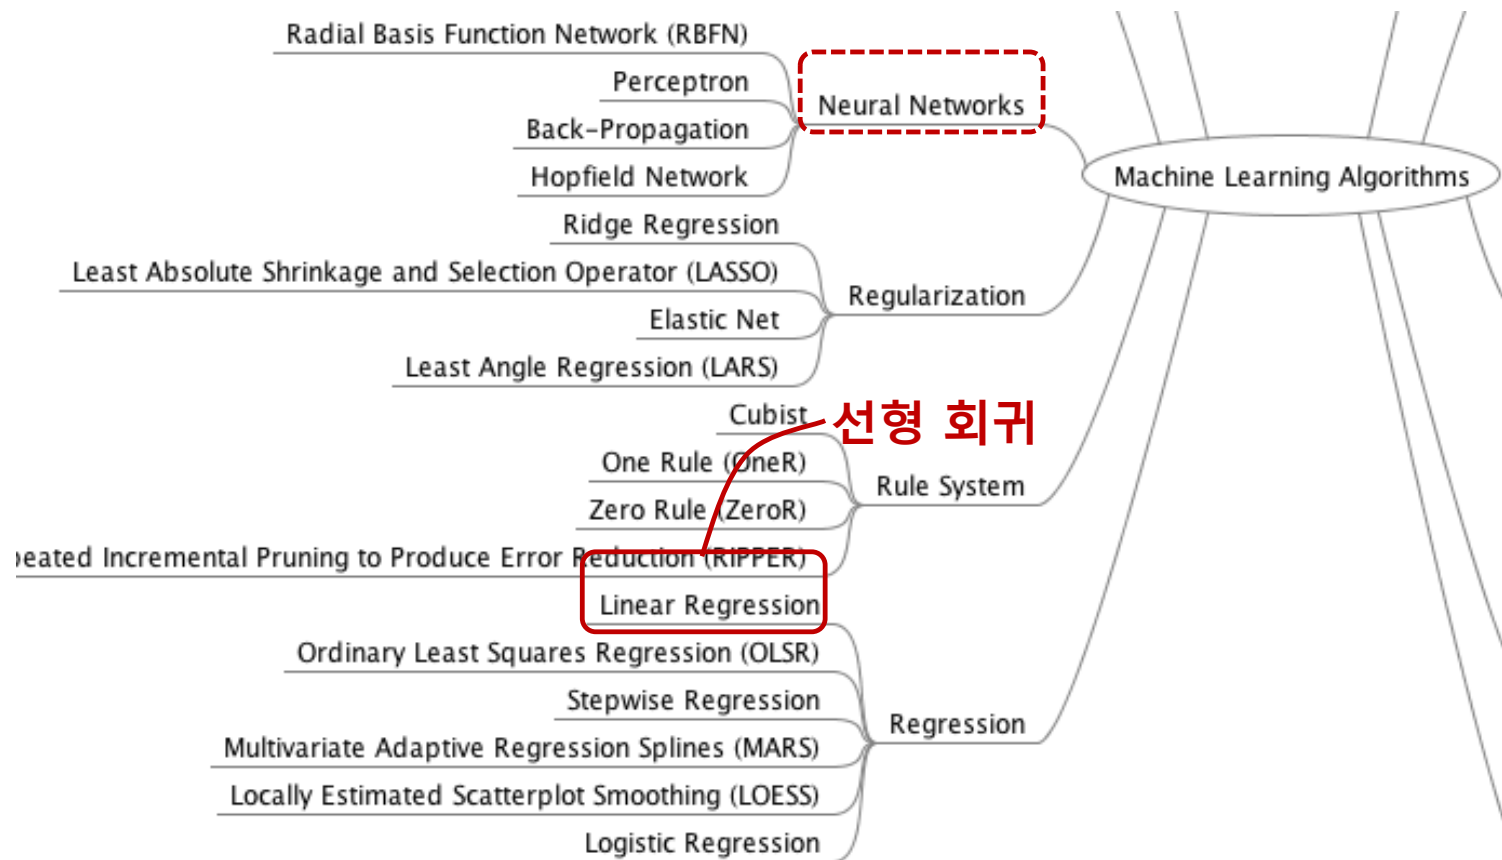 Radial Basis Function Network (RBFN)
Perceptron
Back-Propagation
Hopfield Network
Neural Networks
Machine Learning Algorithms
Ridge Regression
Least Absolute Shrinkage and Selection Operator (LASSO)
Elastic Net
Least Angle Regression (LARS)
Regularization
Cubist
선형 회귀
One Rule (OneR)
Zero Rule (ZeroR)
Incremental Pruning to Produce Error Reduction (RIPPER)
Rule System
Linear Regression
Ordinary Least Squares Regression (OLSR)
Stepwise Regression
Multivariate Adaptive Regression Splines (MARS)
Locally Estimated Scatterplot Smoothing (LOESS)
Logistic Regression
Regression